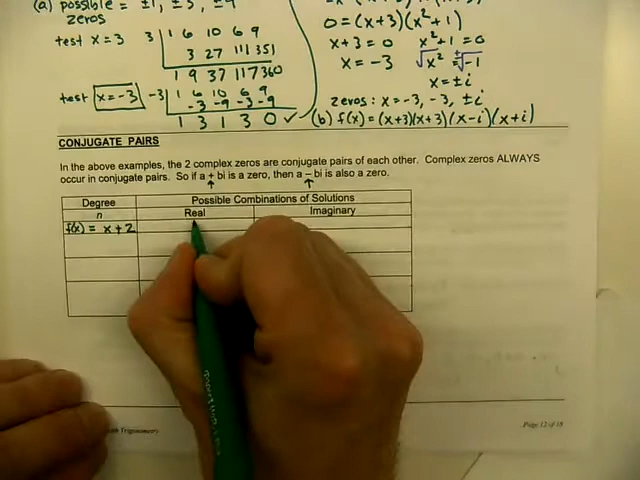 (a) possible = ±1, ±3, ±9
zeros
test x=3 3 1 6 10 6 9
3 27 111 351
1 9 37 117 360
test x=-3 -3 1 6 10 6 9
-3 -9 -3 -9
1 3 1 3 0 ✓
0=(x+3)(x²+1)
x+3=0 x²+1=0
x=-3 √x² = ±√-1
x=±i
zeros: x=-3, -3, ±i
(b) f(x)=(x+3)(x+3)(x-i)(x+i)
CONJUGATE PAIRS
In the above examples, the 2 complex zeros are conjugate pairs of each other. Complex zeros ALWAYS
occur in conjugate pairs. So if a + bi is a zero, then a – bi is also a zero.
Degree Possible Combinations of Solutions
n Real Imaginary
f(x) = x+2
Trigonometry
Page 12 of